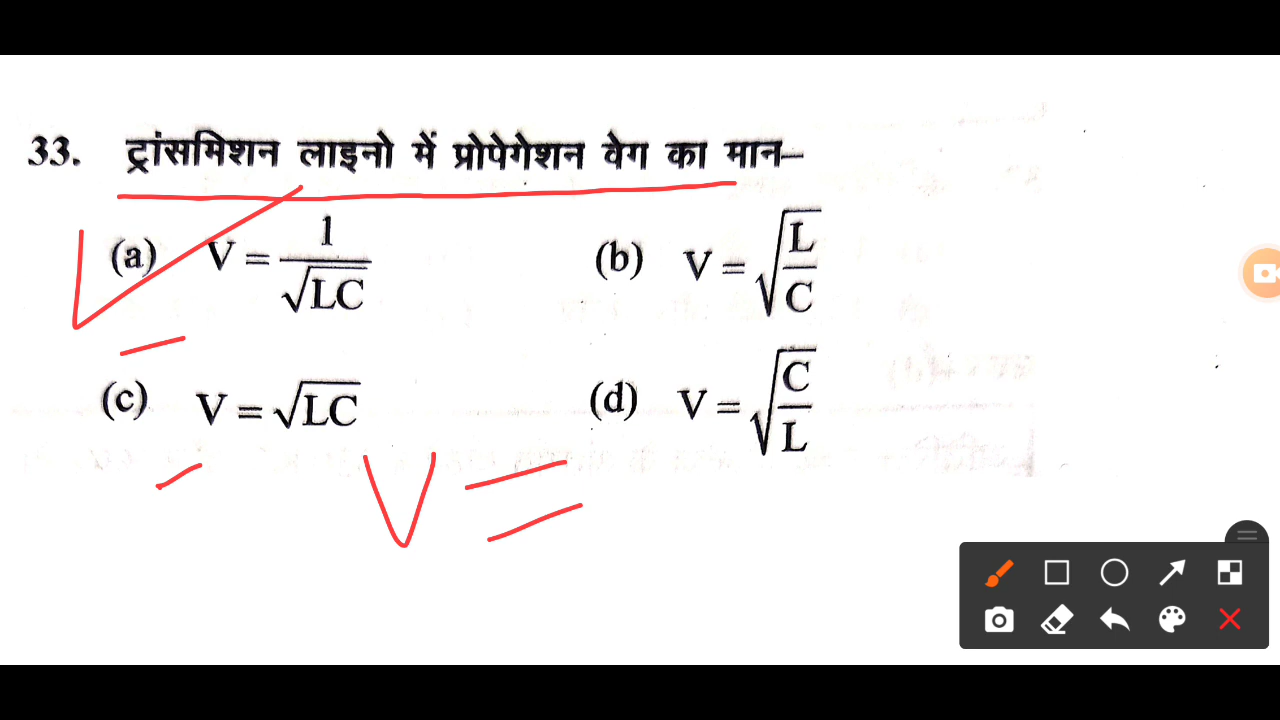 33. ट्रांसमिशन लाइनो में प्रोपेगेशन वेग का मान–
(a) V = 1/√LC (b) V = √L/C
(c) V = √LC (d) V = √C/L
V =